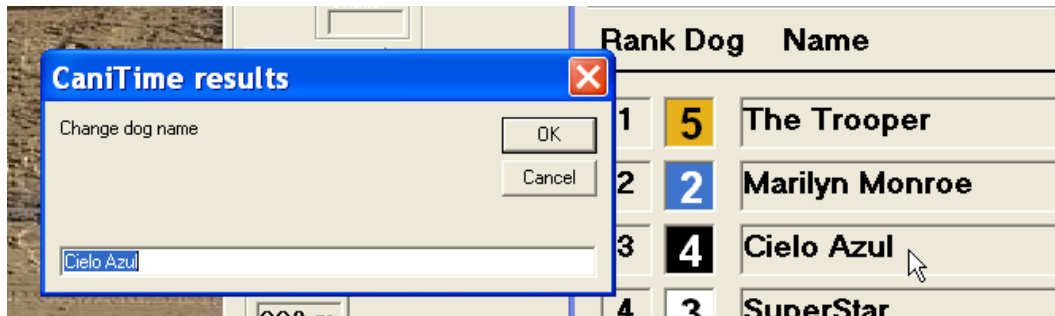 Rank Dog Name
CaniTime results
Change dog name
OK
Cancel
Cielo Azul
1 5 The Trooper
2 2 Marilyn Monroe
3 4 Cielo Azul
4 3 SuperStar